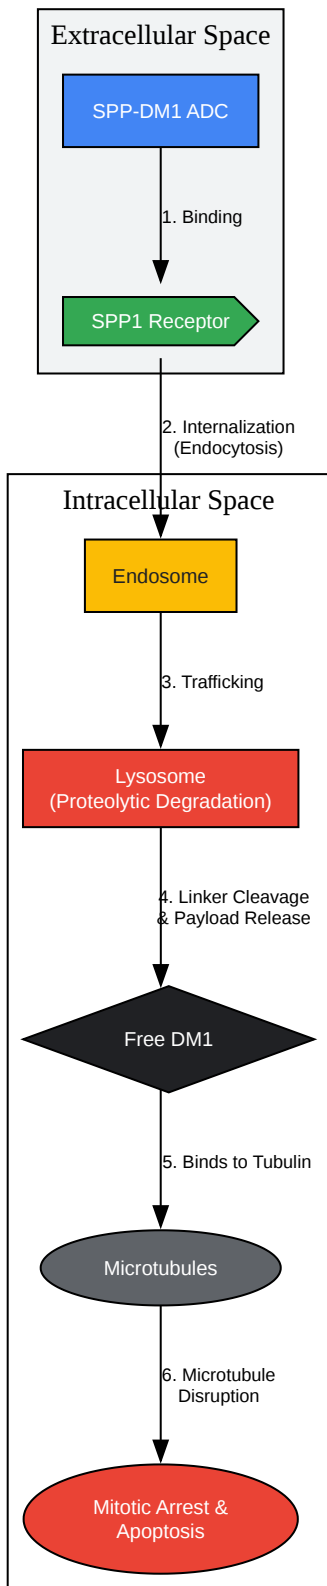 Extracellular Space
SPP-DM1 ADC
1. Binding
SPP1 Receptor
2. Internalization
(Endocytosis)
Intracellular Space
Endosome
3. Trafficking
Lysosome
(Proteolytic Degradation)
4. Linker Cleavage
& Payload Release
Free DM1
5. Binds to Tubulin
Microtubules
6. Microtubule
Disruption
Mitotic Arrest &
Apoptosis